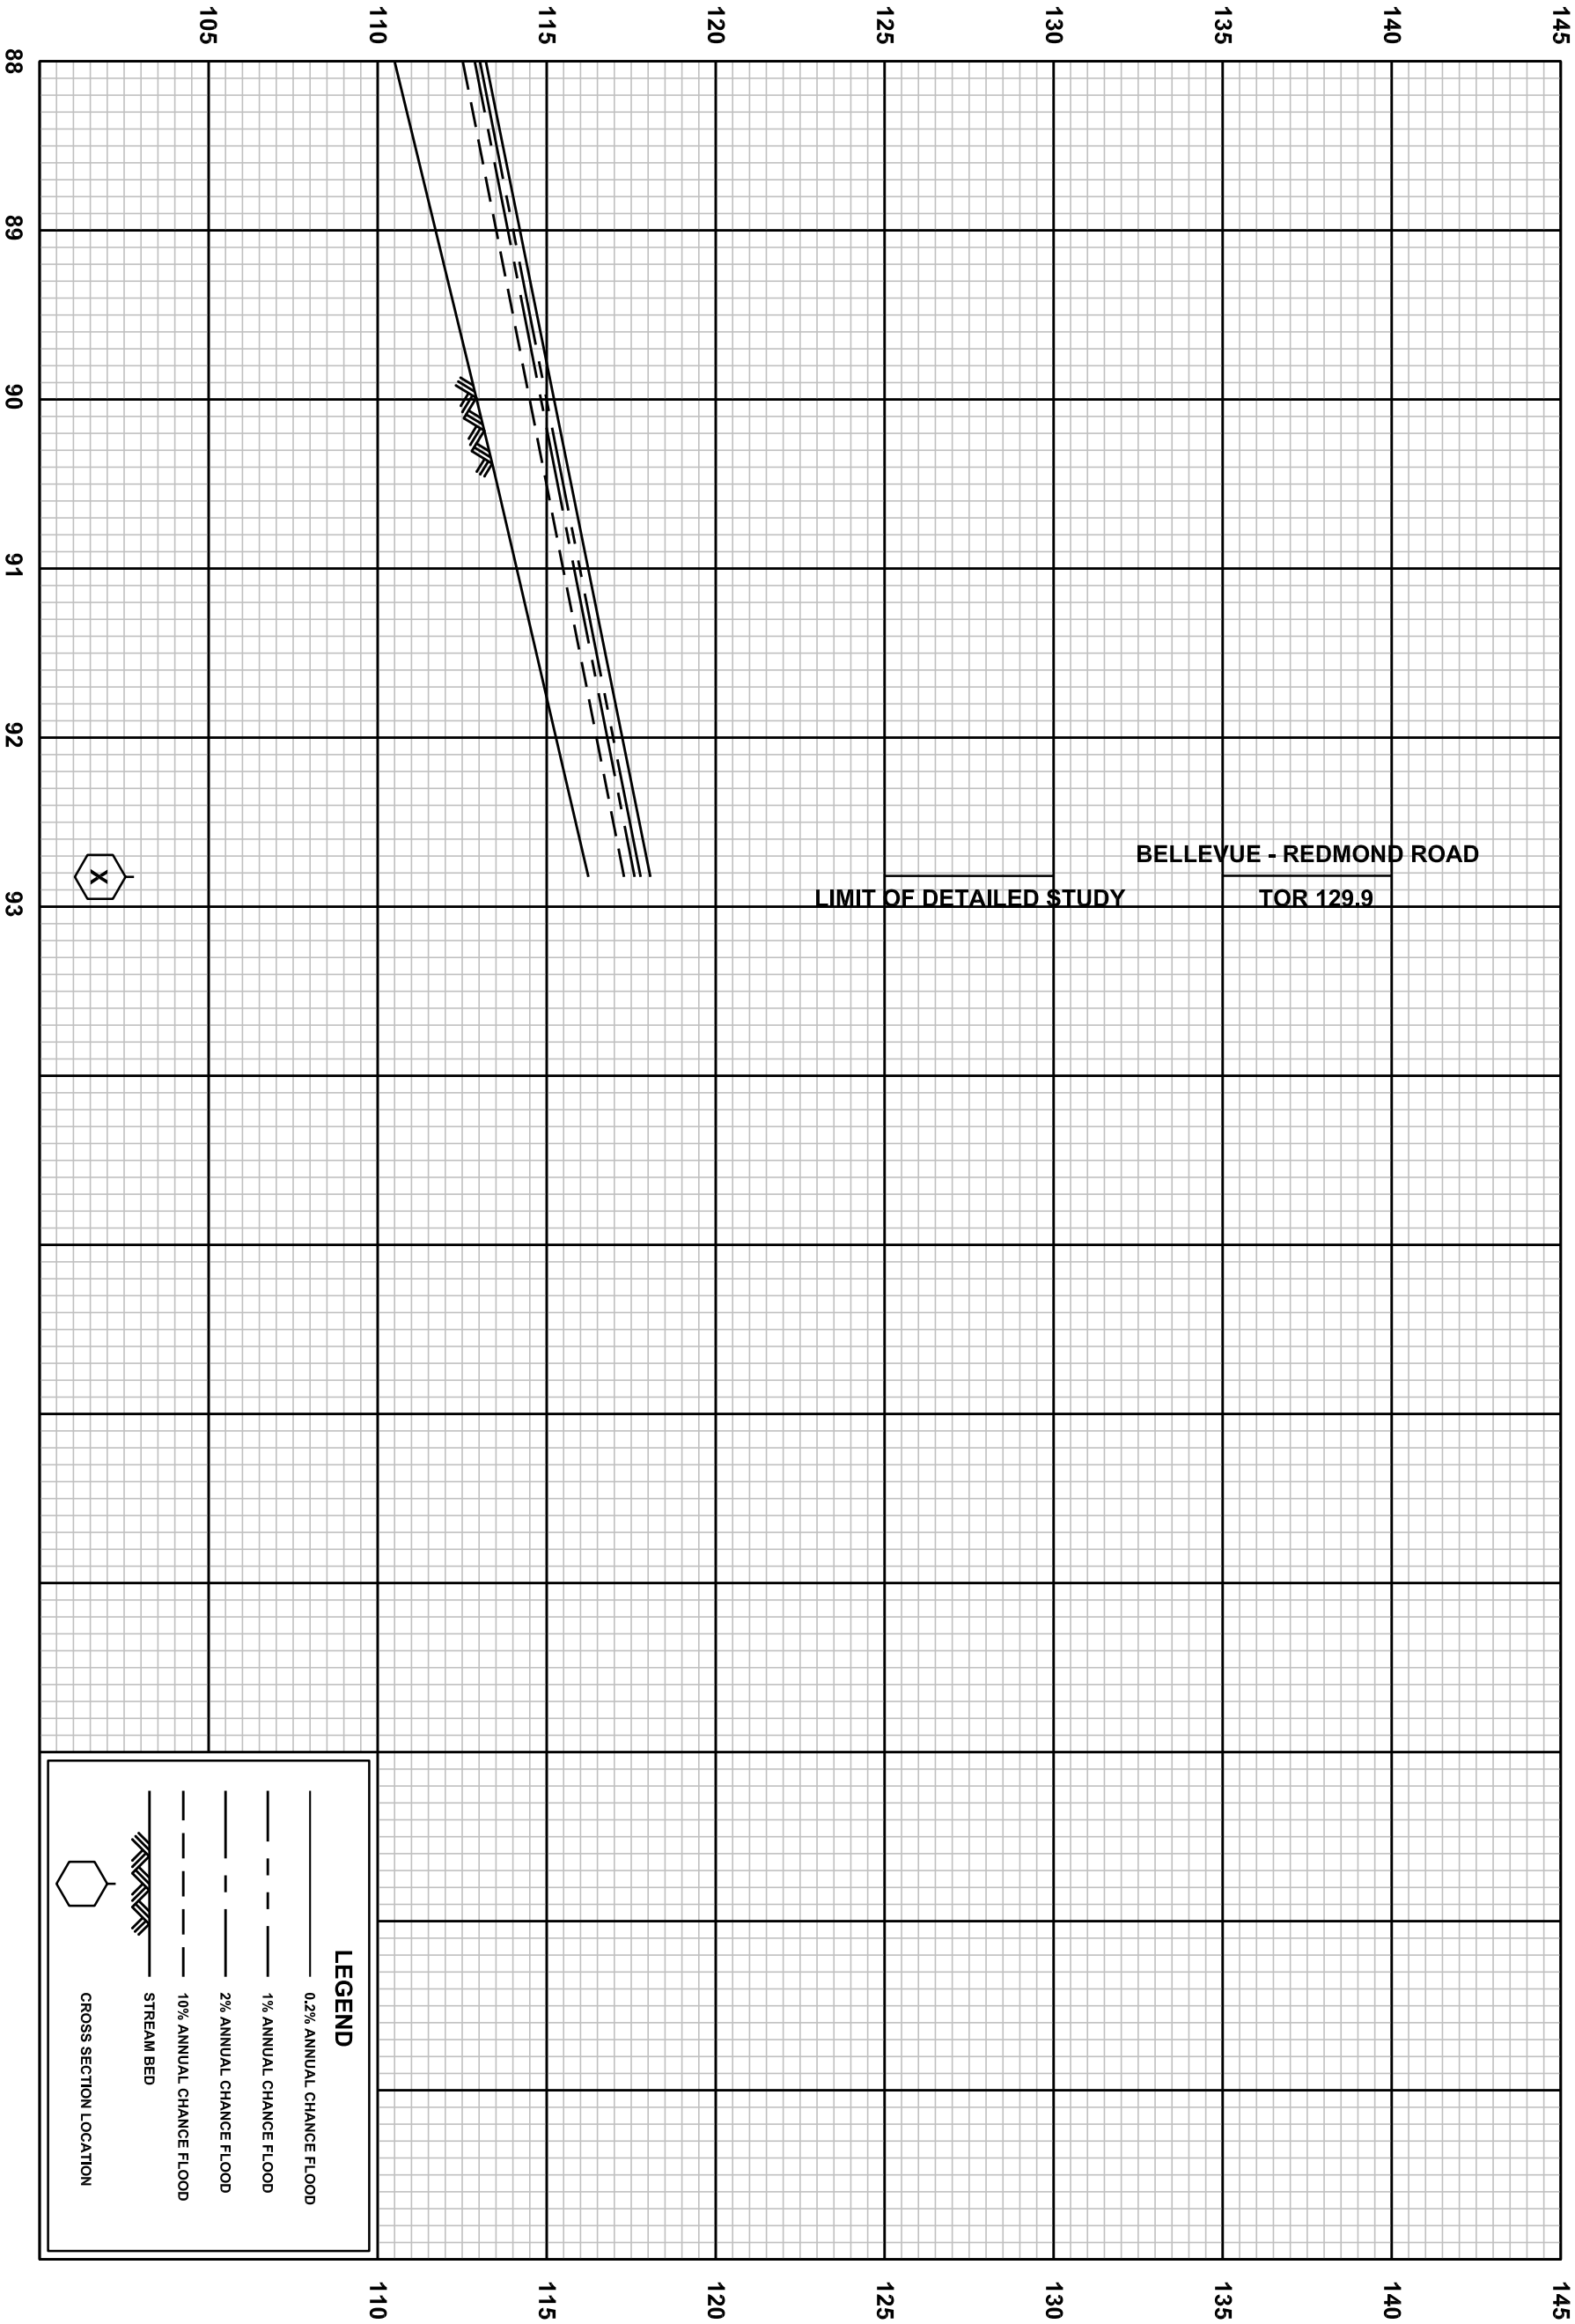 145
140
135
130
125
120
115
110
105
145
140
135
130
125
120
115
110
88
89
90
91
92
93
BELLEVUE - REDMOND ROAD
TOR 129.9
LIMIT OF DETAILED STUDY
X
LEGEND
0.2% ANNUAL CHANCE FLOOD
1% ANNUAL CHANCE FLOOD
2% ANNUAL CHANCE FLOOD
10% ANNUAL CHANCE FLOOD
STREAM BED
CROSS SECTION LOCATION